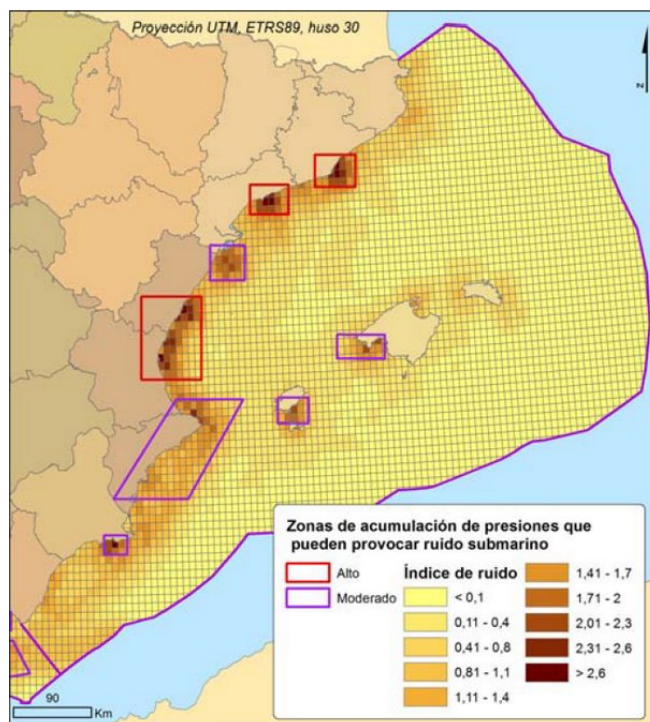 Proyección UTM, ETRS89, huso 30
z
Zonas de acumulación de presiones que
pueden provocar ruido submarino
Alto
Moderado
Índice de ruido
< 0,1
0,11 - 0,4
0,41 - 0,8
0,81 - 1,1
1,11 - 1,4
1,41 - 1,7
1,71 - 2
2,01 - 2,3
2,31 - 2,6
> 2,6
90
Km